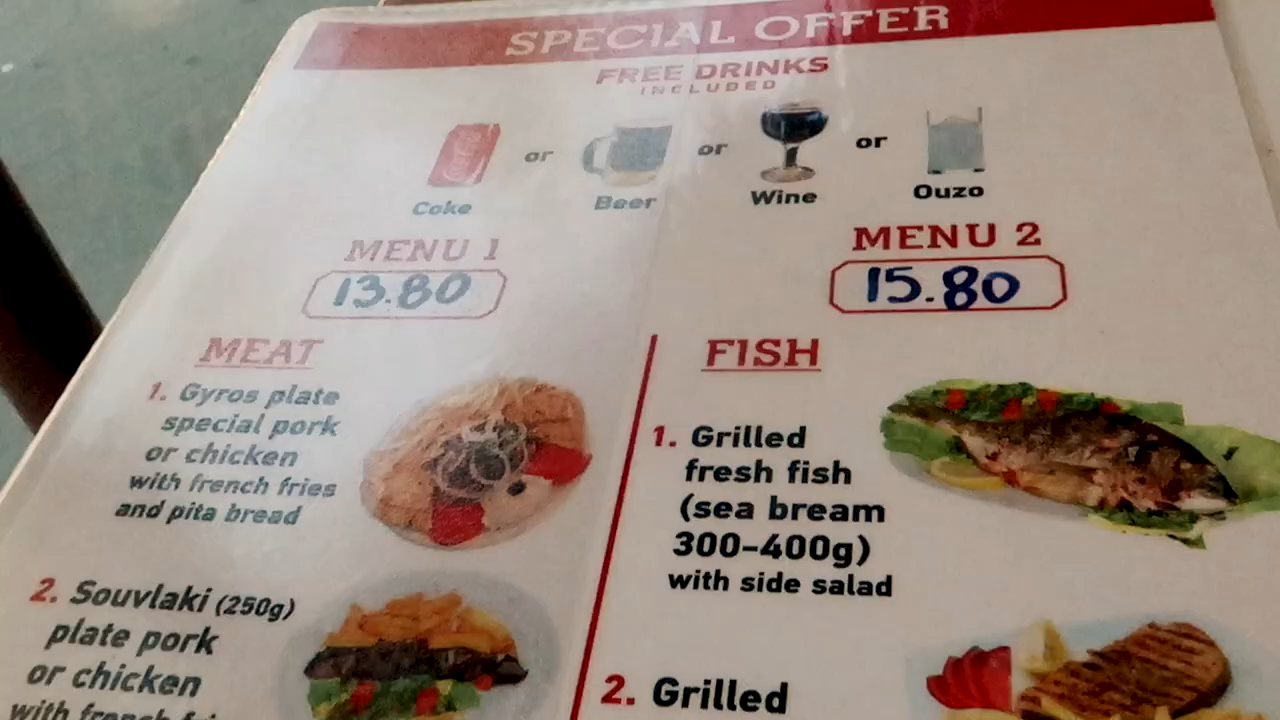 SPECIAL OFFER
FREE DRINKS
INCLUDED
Coke or Beer or Wine or Ouzo
MENU 1
13.80
MEAT
1. Gyros plate
special pork
or chicken
with french fries
and pita bread
2. Souvlaki (250g)
plate pork
or chicken
with french
MENU 2
15.80
FISH
1. Grilled
fresh fish
(sea bream
300-400g)
with side salad
2. Grilled